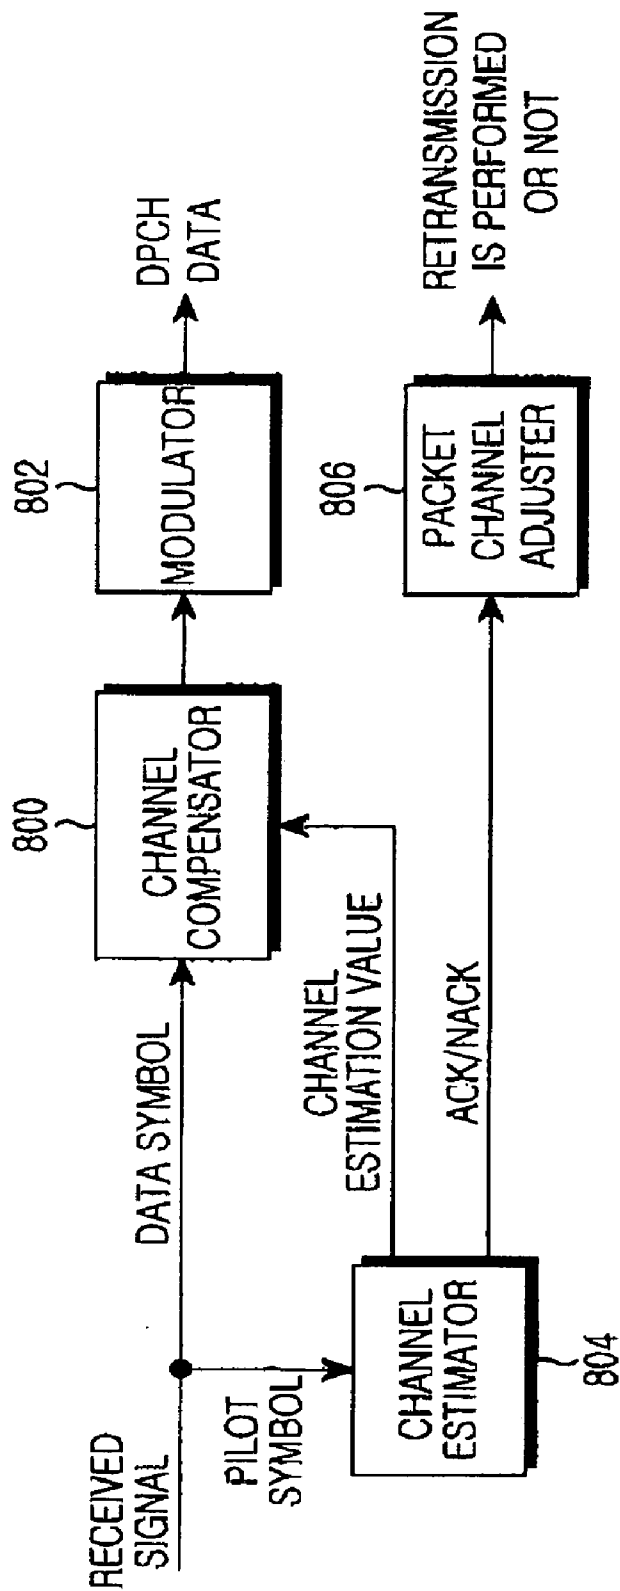 RECEIVED
SIGNAL
DATA SYMBOL
PILOT
SYMBOL
800
CHANNEL
COMPENSATOR
802
MODULATOR
DPCH
DATA
CHANNEL
ESTIMATOR
804
CHANNEL
ESTIMATION VALUE
ACK/NACK
806
PACKET
CHANNEL
ADJUSTER
RETRANSMISSION
IS PERFORMED
OR NOT